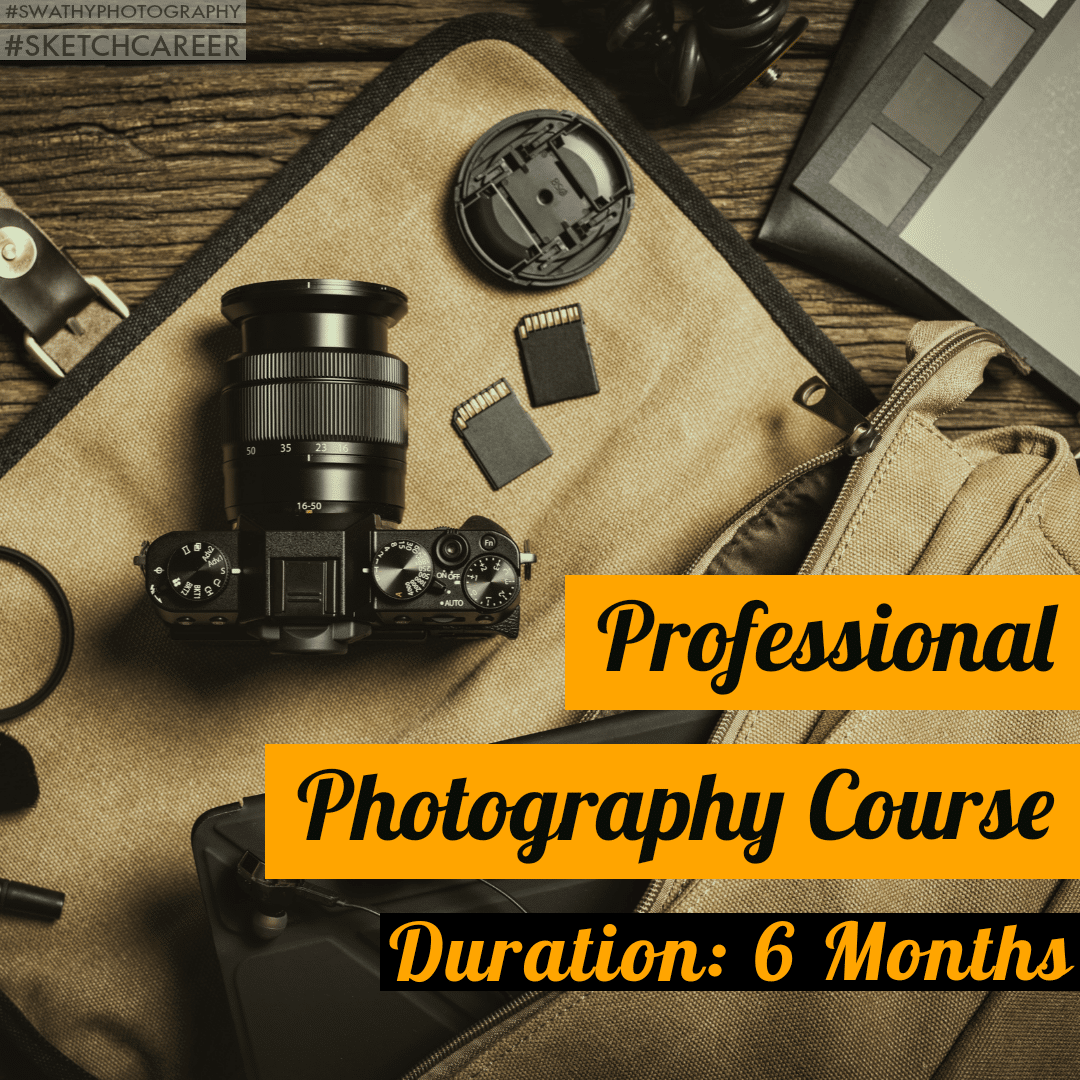 #SWATHYPHOTOGRAPHY
#SKETCHCAREER
50 35 23 16
16-50
Fn
ON OFF
AUTO
Professional
Photography Course
Duration: 6 Months